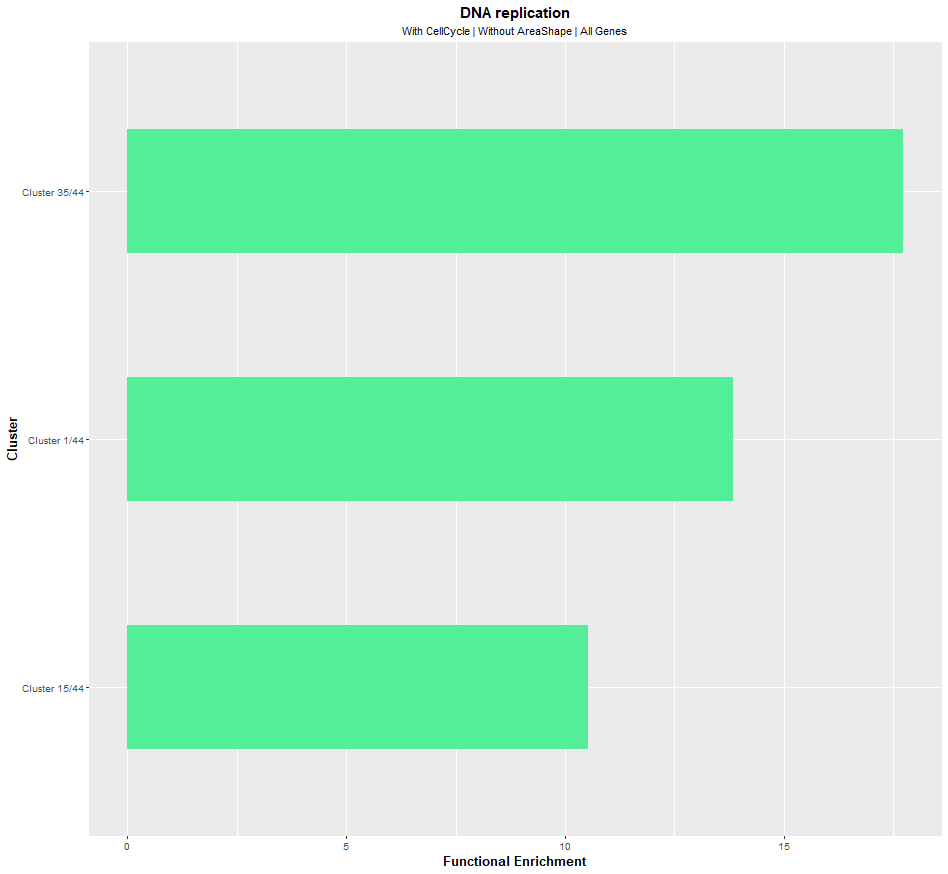 DNA replication
With CellCycle | Without AreaShape | All Genes
Cluster 35/44
Cluster 1/44
Cluster 15/44
Cluster
0 5 10 15
Functional Enrichment